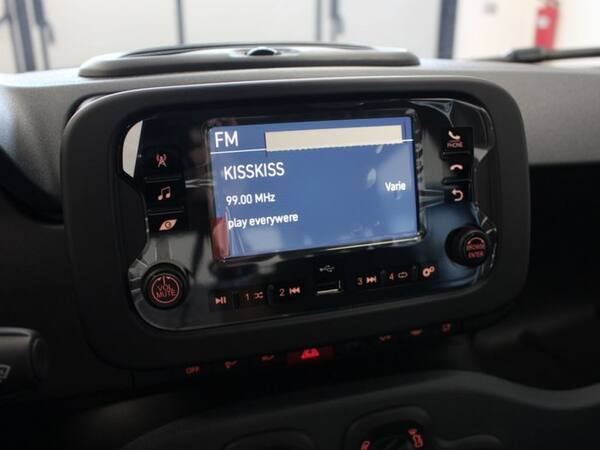 FM
KISSKISS
99.00 MHz
Varie
play everywere
PHONE
VOL
MUTE
BROWSE
ENTER
1
2
3
4
OFF